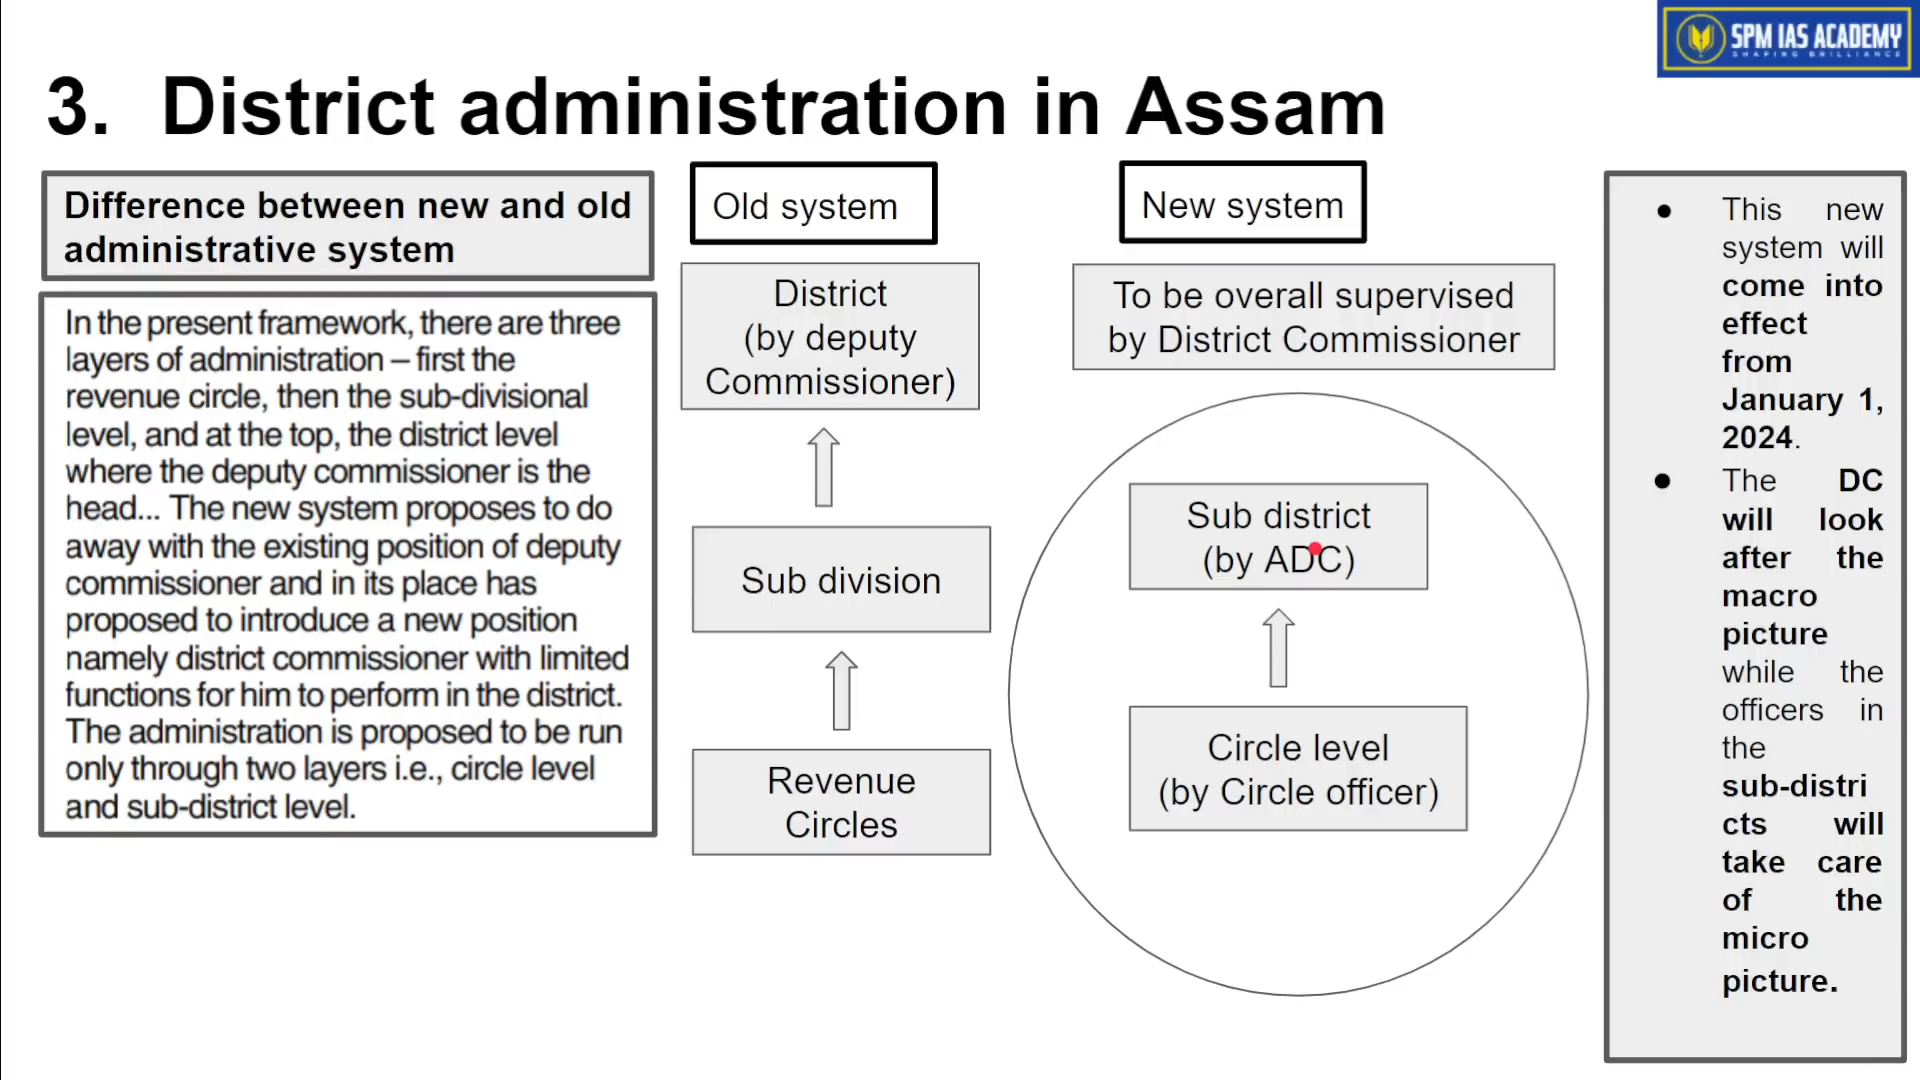 SPM IAS ACADEMY
SHAPING BRILLIANCE
3. District administration in Assam
Difference between new and old
administrative system
In the present framework, there are three
layers of administration – first the
revenue circle, then the sub-divisional
level, and at the top, the district level
where the deputy commissioner is the
head... The new system proposes to do
away with the existing position of deputy
commissioner and in its place has
proposed to introduce a new position
namely district commissioner with limited
functions for him to perform in the district.
The administration is proposed to be run
only through two layers i.e., circle level
and sub-district level.
Old system
District
(by deputy
Commissioner)
Sub division
Revenue
Circles
New system
To be overall supervised
by District Commissioner
Sub district
(by ADC)
Circle level
(by Circle officer)
● This new
system will
come into
effect
from
January 1,
2024.
● The DC
will look
after the
macro
picture
while the
officers in
the
sub-distri
cts will
take care
of the
micro
picture.